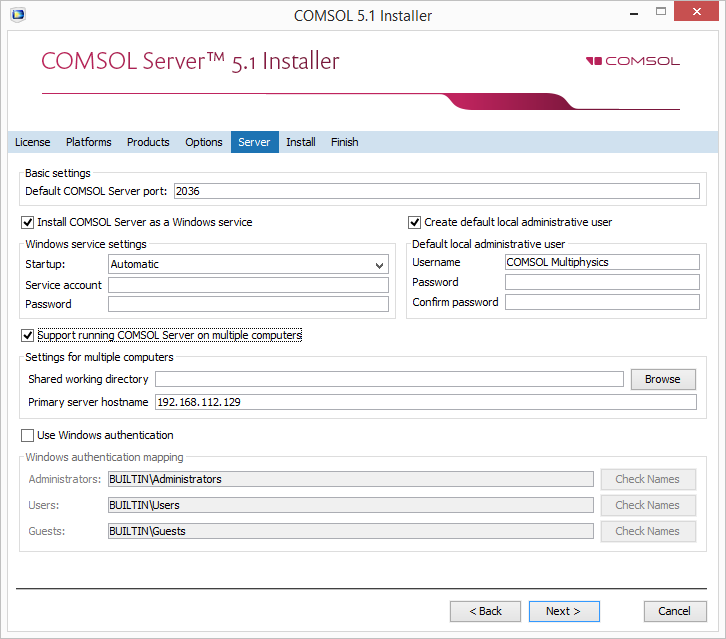 COMSOL 5.1 Installer
COMSOL Server™ 5.1 Installer
COMSOL
License Platforms Products Options Server Install Finish
Basic settings
Default COMSOL Server port: 2036
Install COMSOL Server as a Windows service
Create default local administrative user
Windows service settings
Startup: Automatic
Service account
Password
Default local administrative user
Username COMSOL Multiphysics
Password
Confirm password
Support running COMSOL Server on multiple computers
Settings for multiple computers
Shared working directory Browse
Primary server hostname 192.168.112.129
Use Windows authentication
Windows authentication mapping
Administrators: BUILTIN\Administrators Check Names
Users: BUILTIN\Users Check Names
Guests: BUILTIN\Guests Check Names
< Back Next > Cancel